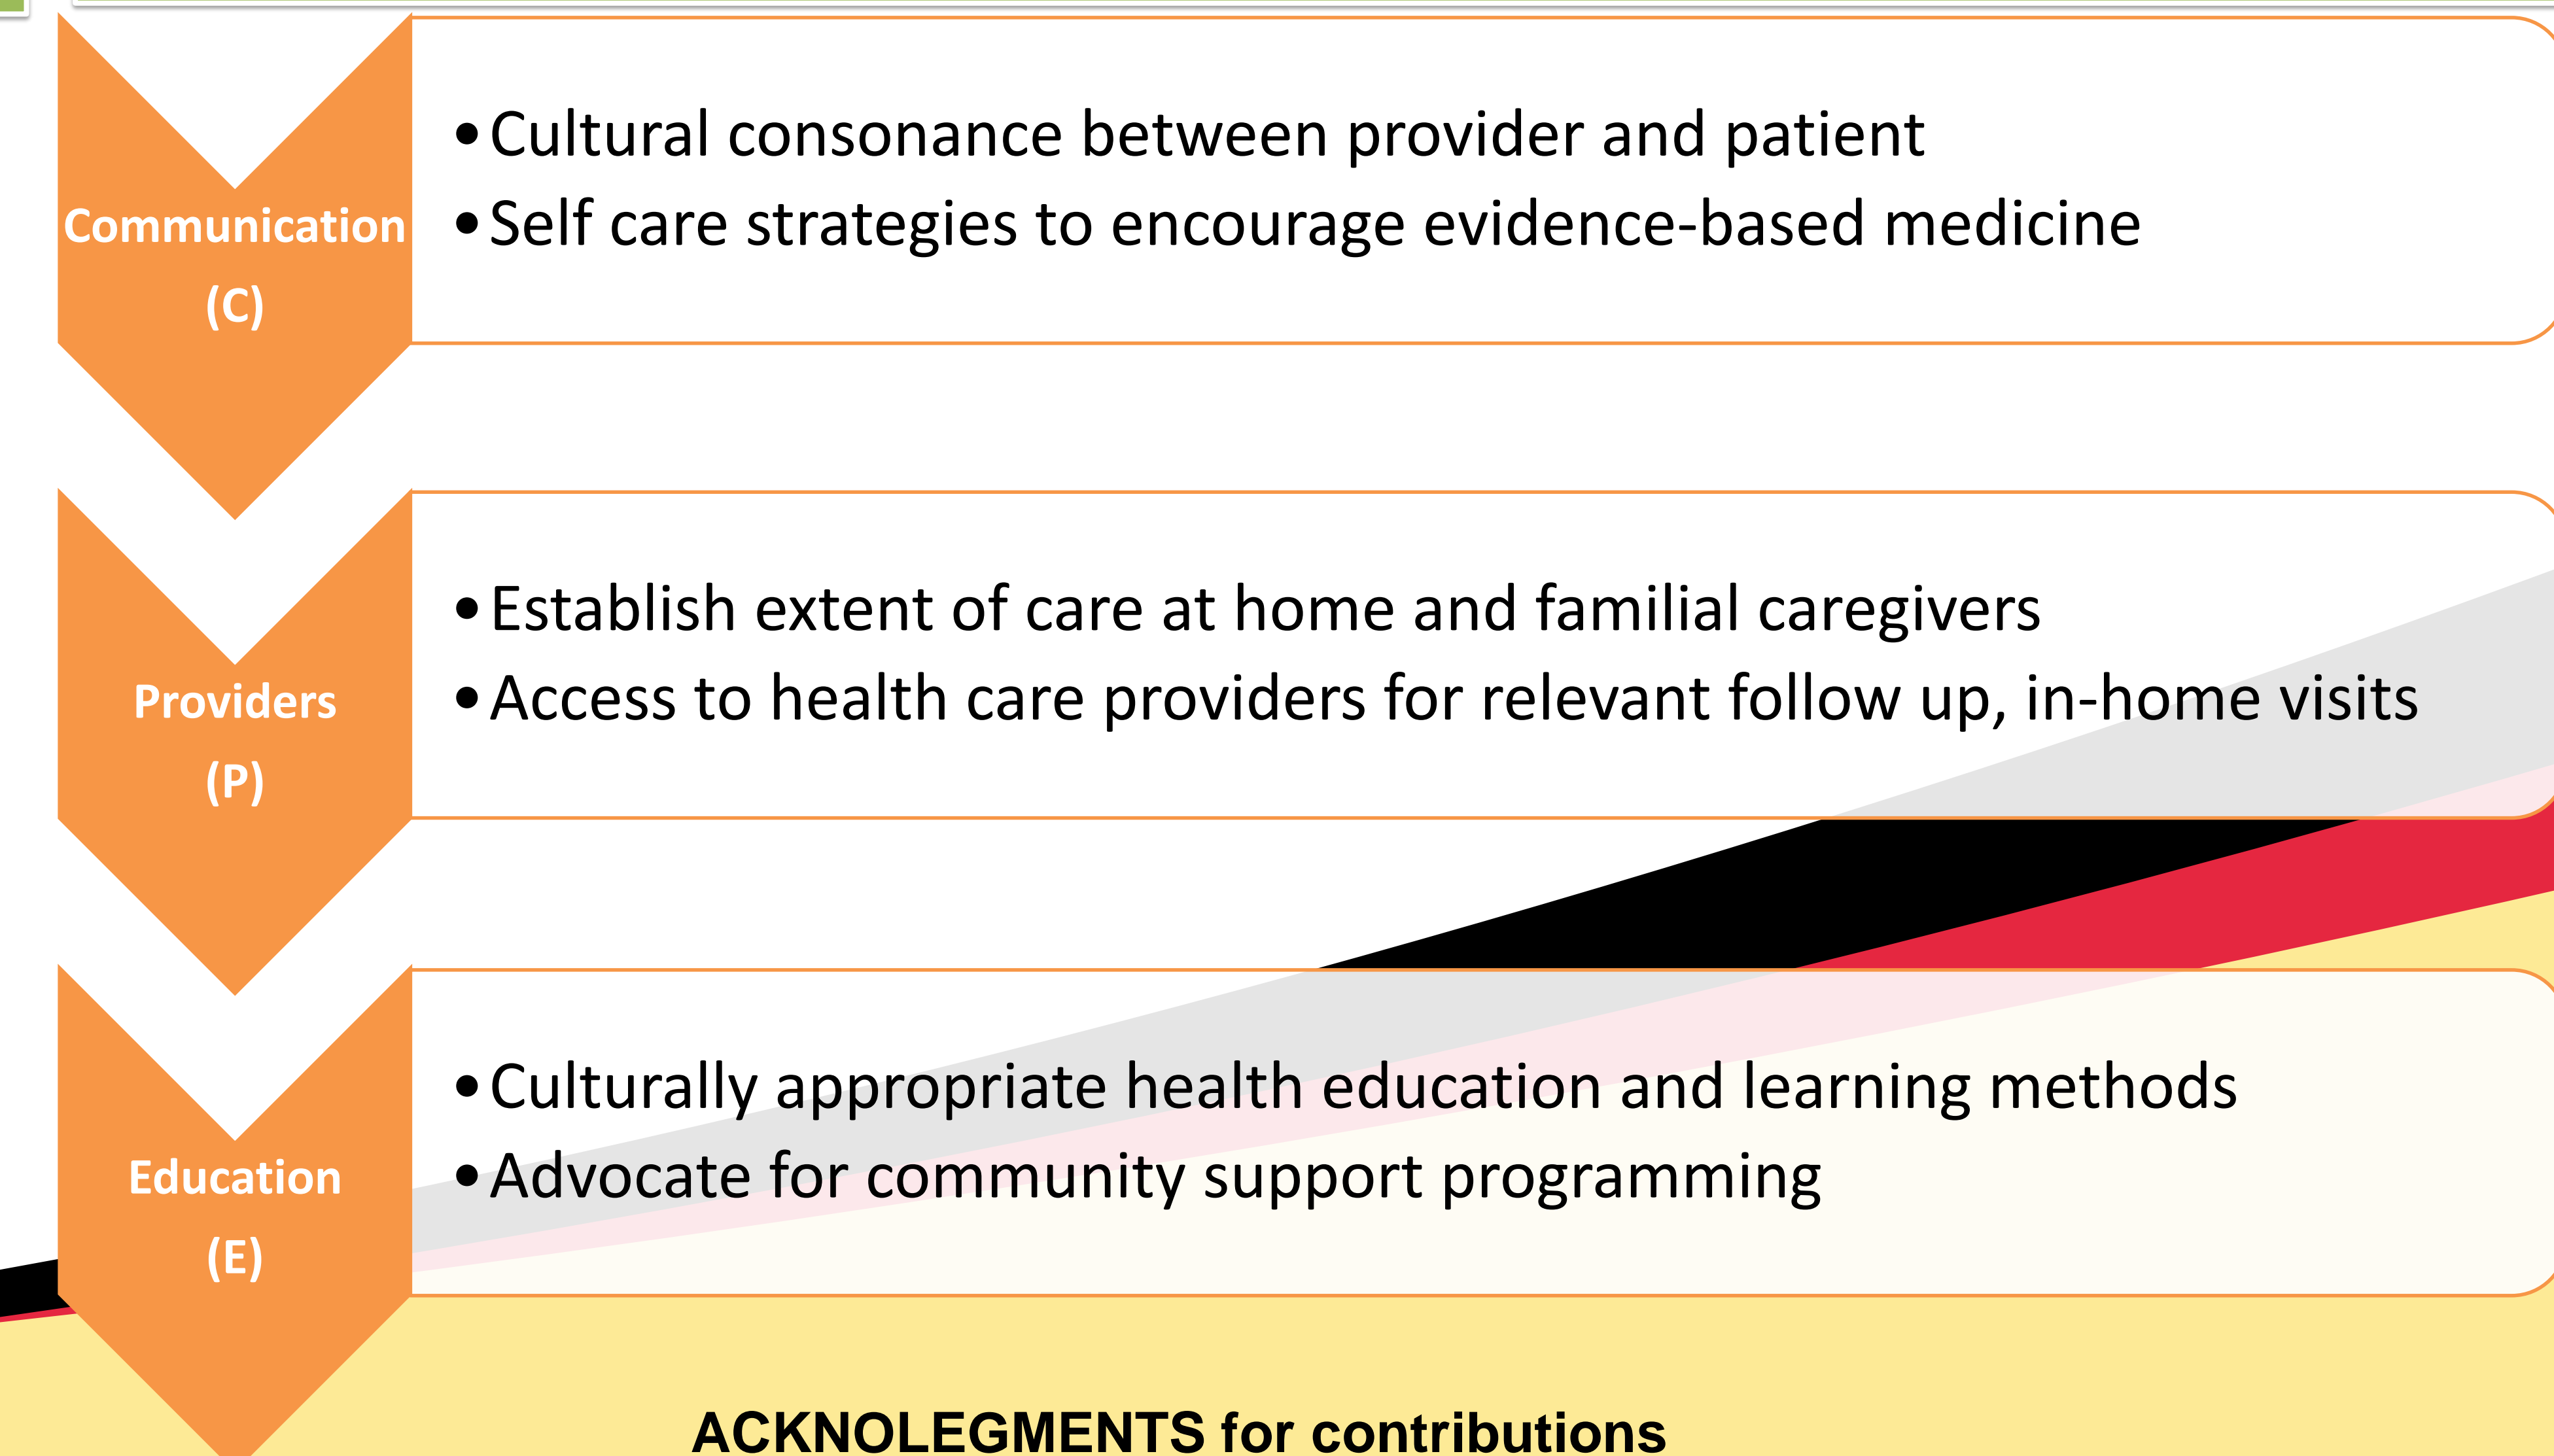 Communication
(C)
•Cultural consonance between provider and patient
•Self care strategies to encourage evidence-based medicine
Providers
(P)
•Establish extent of care at home and familial caregivers
•Access to health care providers for relevant follow up, in-home visits
Education
(E)
•Culturally appropriate health education and learning methods
•Advocate for community support programming
ACKNOLEGMENTS for contributions